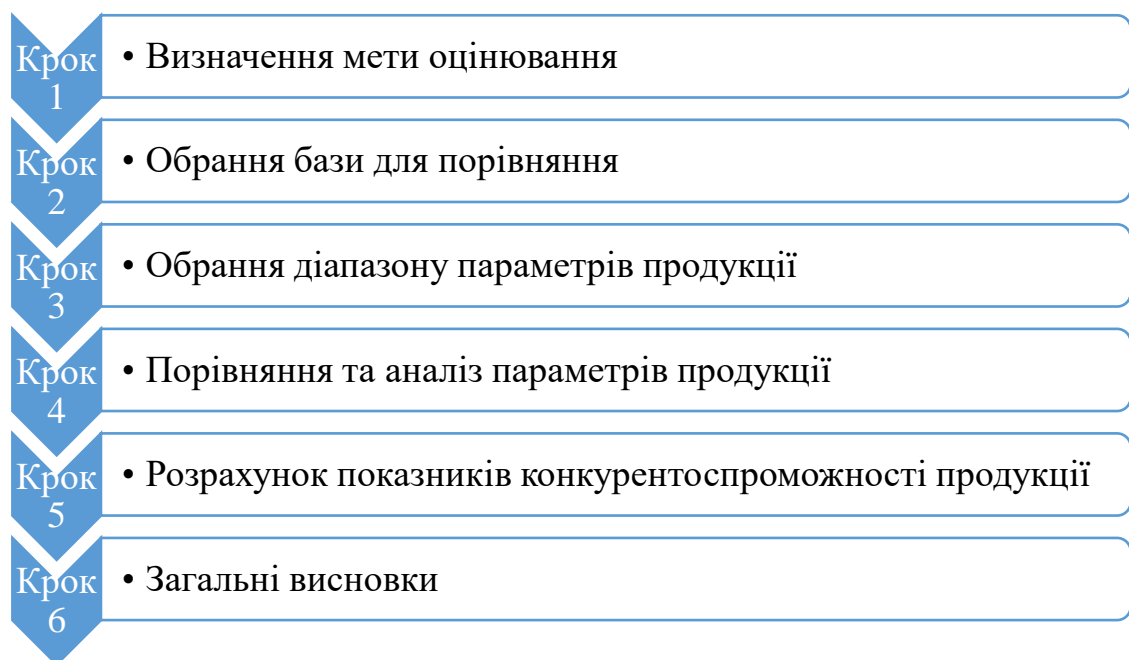 Крок
1
• Визначення мети оцінювання
Крок
2
• Обрання бази для порівняння
Крок
3
• Обрання діапазону параметрів продукції
Крок
4
• Порівняння та аналіз параметрів продукції
Крок
5
• Розрахунок показників конкурентоспроможності продукції
Крок
6
• Загальні висновки